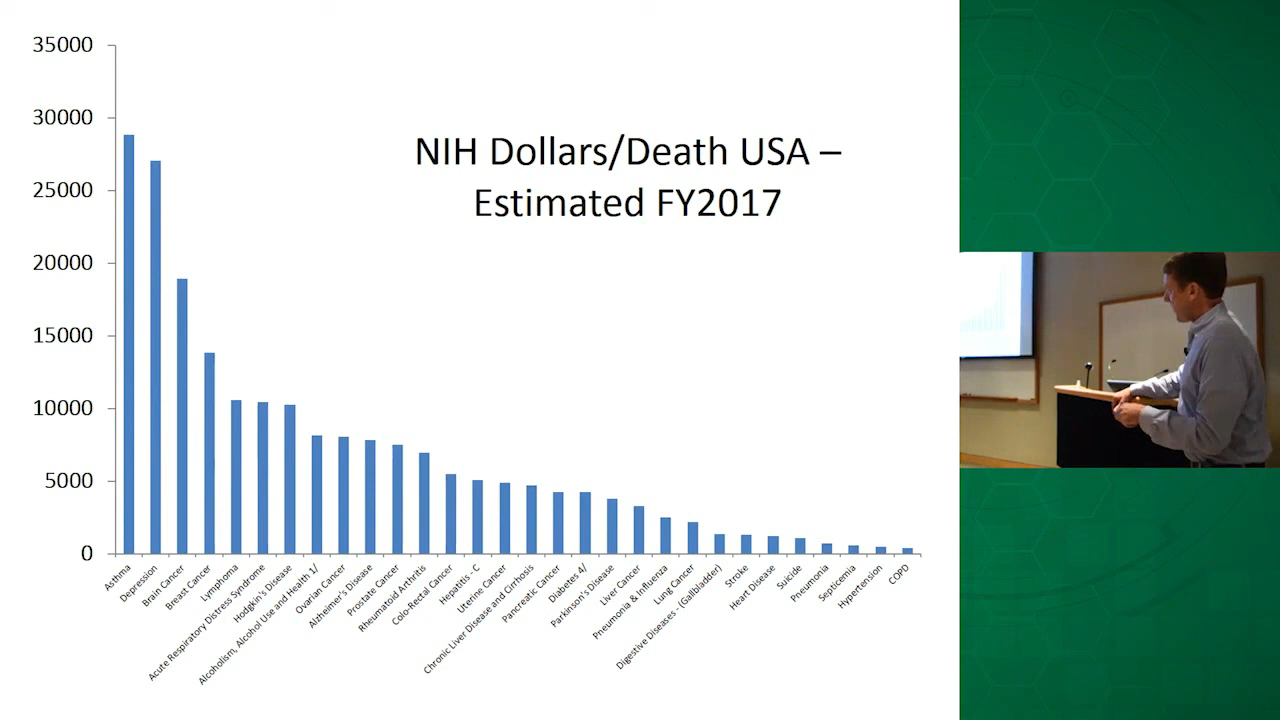 NIH Dollars/Death USA –
Estimated FY2017
35000
30000
25000
20000
15000
10000
5000
0
Asthma
Depression
Brain Cancer
Breast Cancer
Lymphoma
Acute Respiratory Distress Syndrome
Hodgkin's Disease
Alcoholism, Alcohol Use and Health 1/
Ovarian Cancer
Alzheimer's Disease
Prostate Cancer
Rheumatoid Arthritis
Colo-Rectal Cancer
Hepatitis - C
Uterine Cancer
Chronic Liver Disease and Cirrhosis
Pancreatic Cancer
Diabetes 4/
Parkinson's Disease
Liver Cancer
Pneumonia & Influenza
Lung Cancer
Digestive Diseases - (Gallbladder)
Stroke
Heart Disease
Suicide
Pneumonia
Septicemia
Hypertension
COPD